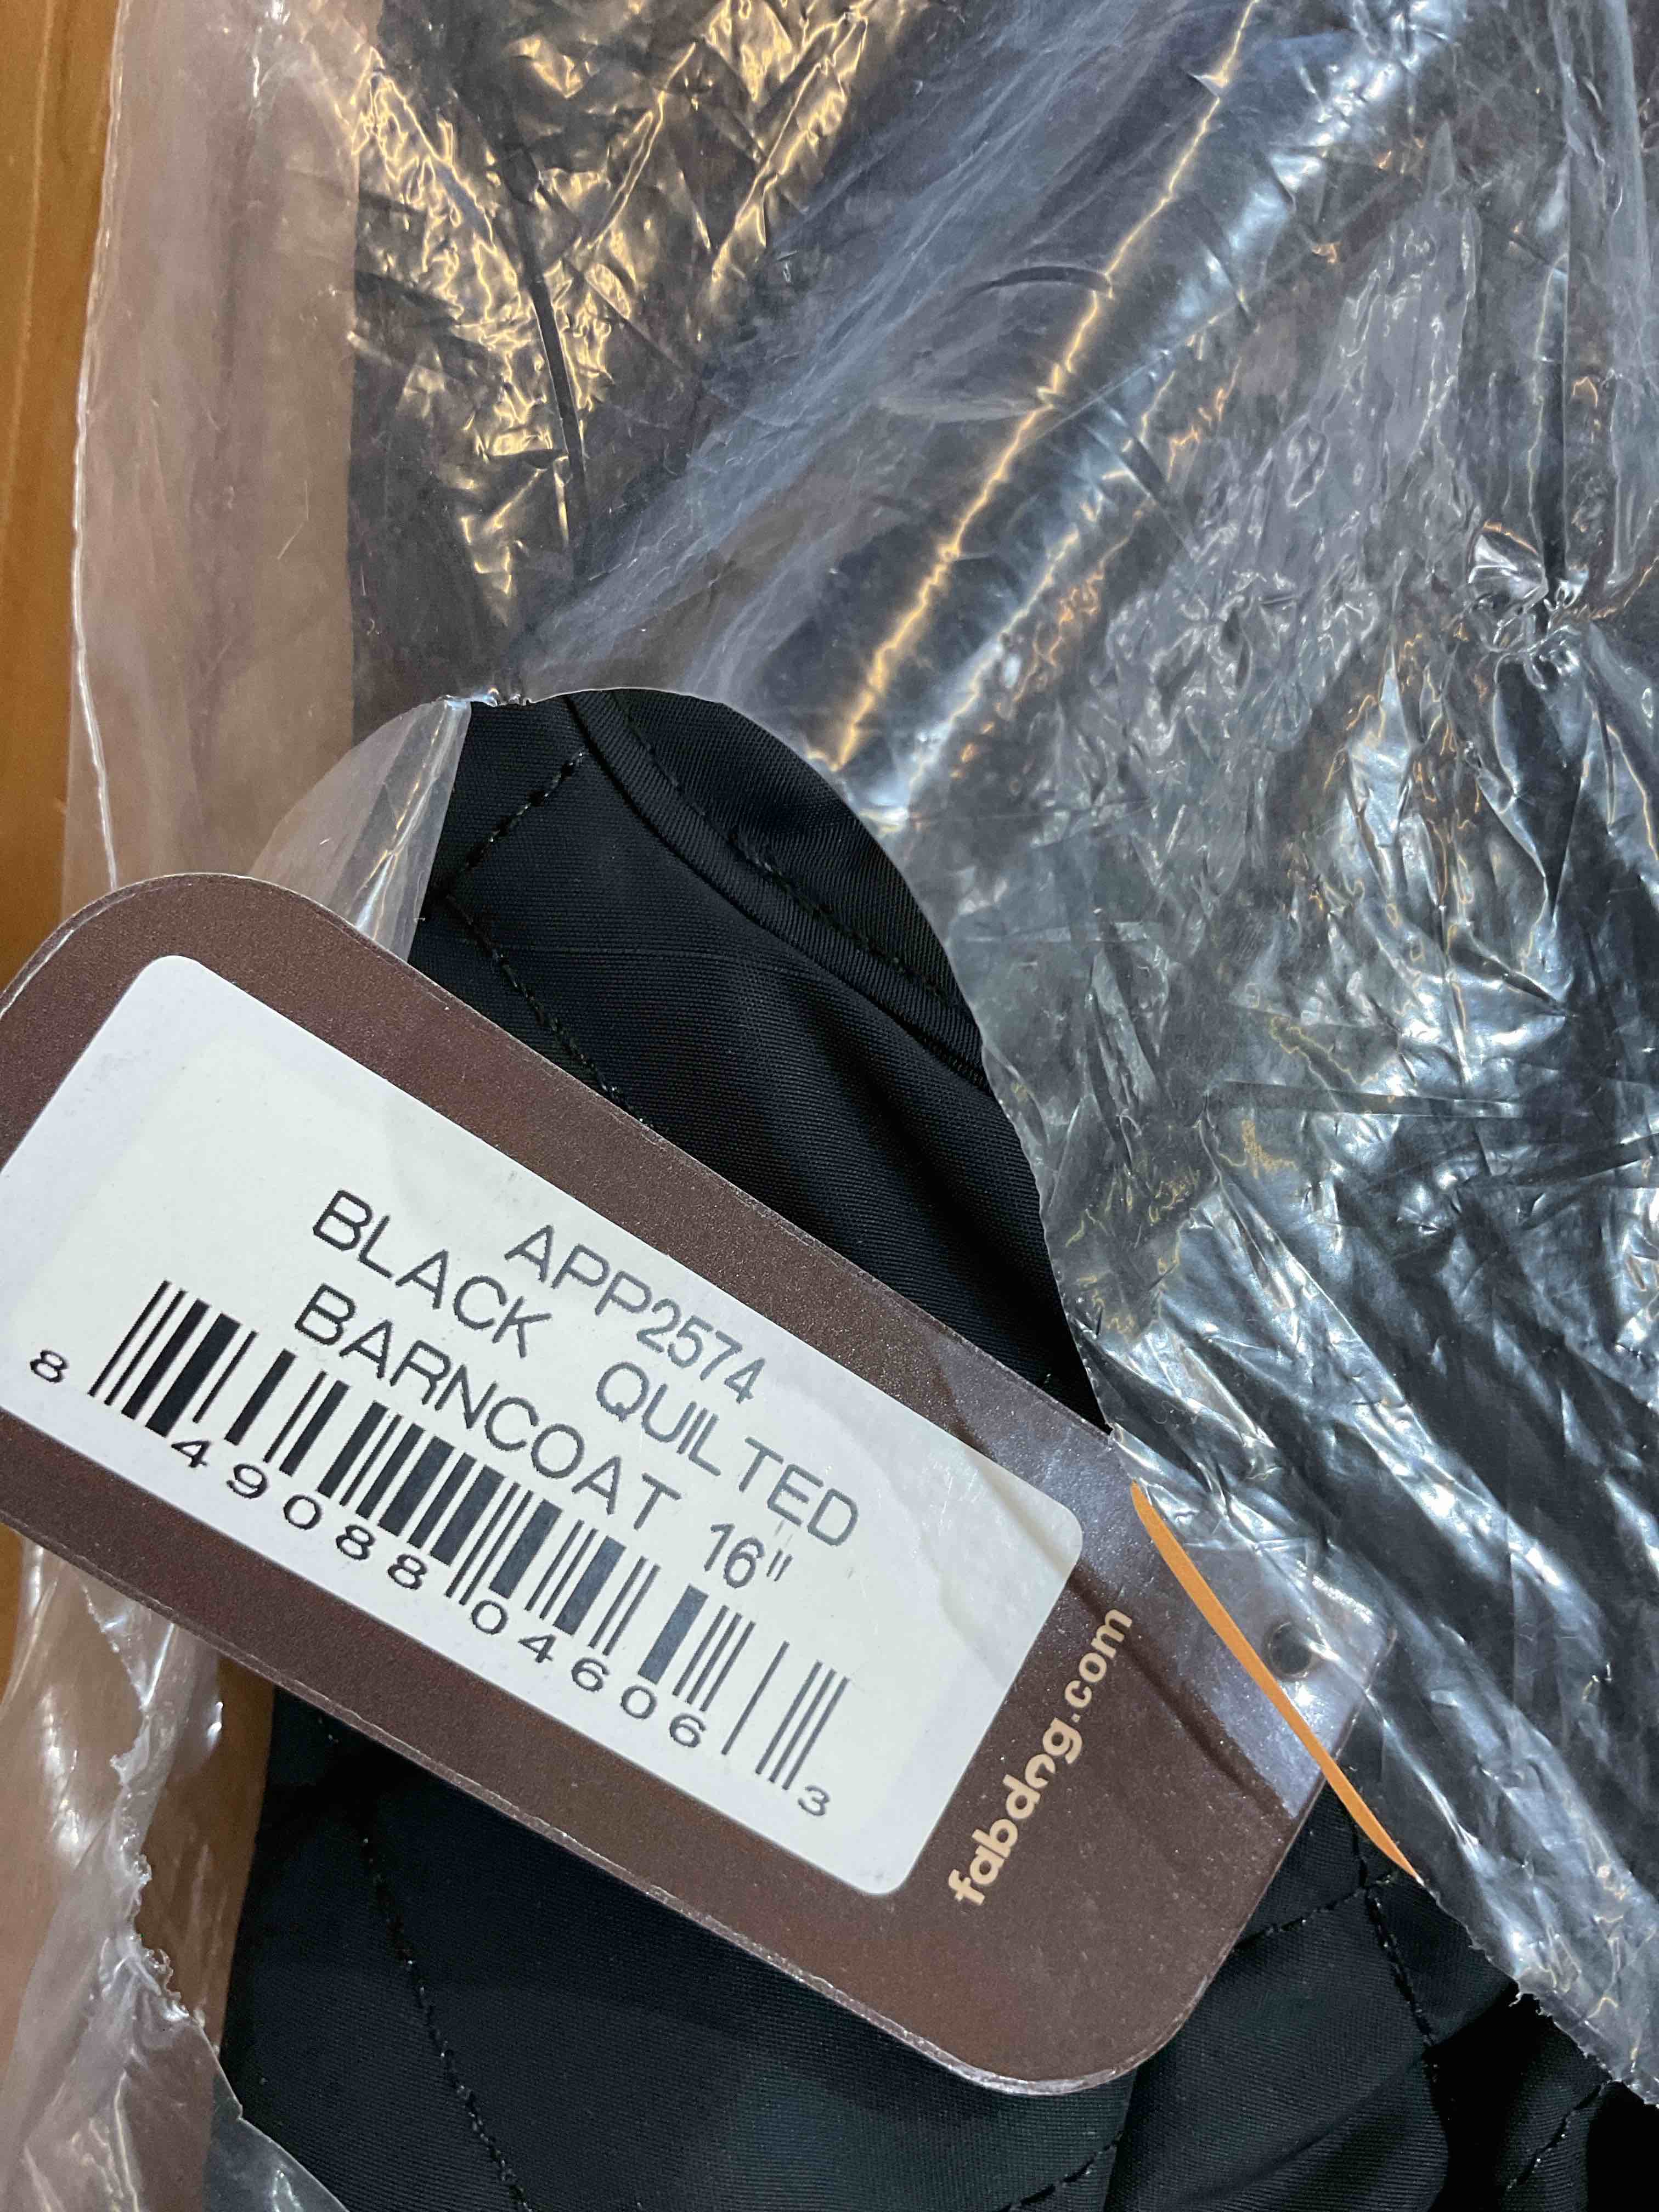 APP2574
BLACK QUILTED
BARNCOAT 16"
8 49088 04606 3
fabdog.com